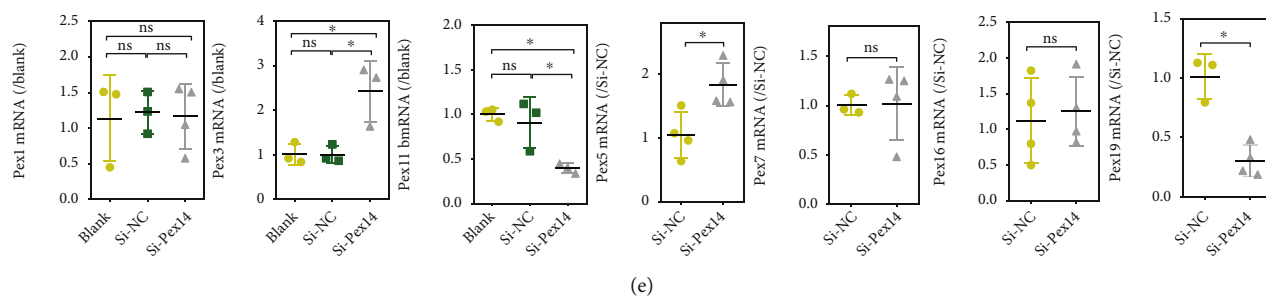 Pex1 mRNA (/blank)
2.5
2.0
1.5
1.0
0.5
0.0
ns
ns
ns
Blank
Si-NC
Si-Pex14
Pex3 mRNA (/blank)
4
3
2
1
0
*
ns
*
Blank
Si-NC
Si-Pex14
Pex11 bmRNA (/blank)
2.0
1.5
1.0
0.5
0.0
*
ns
*
Blank
Si-NC
Si-Pex14
Pex5 mRNA (/Si-NC)
2
1
0
*
Si-NC
Si-Pex14
Pex7 mRNA (/Si-NC)
1.5
1.0
0.5
0.0
ns
Si-NC
Si-Pex14
Pex16 mRNA (/Si-NC)
2.5
2.0
1.5
1.0
0.5
0.0
ns
Si-NC
Si-Pex14
Pex19 mRNA (/Si-NC)
1.5
1.0
0.5
0.0
*
Si-NC
Si-Pex14
(e)